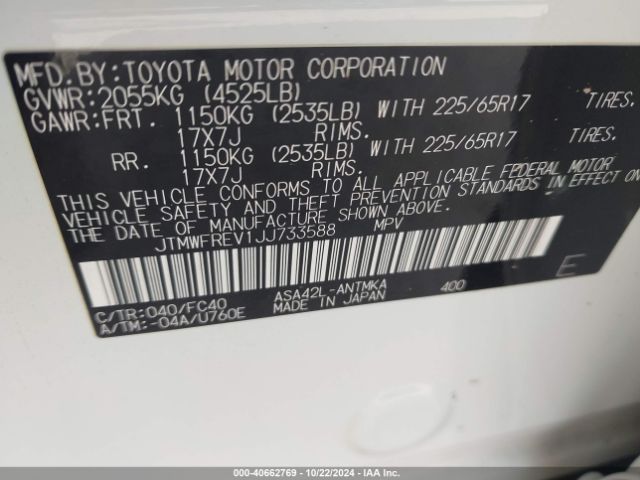 MFD.BY:TOYOTA MOTOR CORPORATION
GVWR:2055KG (4525LB)
GAWR:FRT. 1150KG (2535LB) WITH 225/65R17 TIRES.
17X7J RIMS.
RR. 1150KG (2535LB) WITH 225/65R17 TIRES.
17X7J RIMS.
THIS VEHICLE CONFORMS TO ALL APPLICABLE FEDERAL MOTOR
VEHICLE SAFETY AND THEFT PREVENTION STANDARDS IN EFFECT ON
THE DATE OF MANUFACTURE SHOWN ABOVE.
JTMWFREV1JJ733588 MPV
E
C/TR:040/FC40 ASA42L-ANTMKA 400
A/TM:-04A/U760E MADE IN JAPAN
© - 40662769 - 10/22/2024 - IAA Inc.